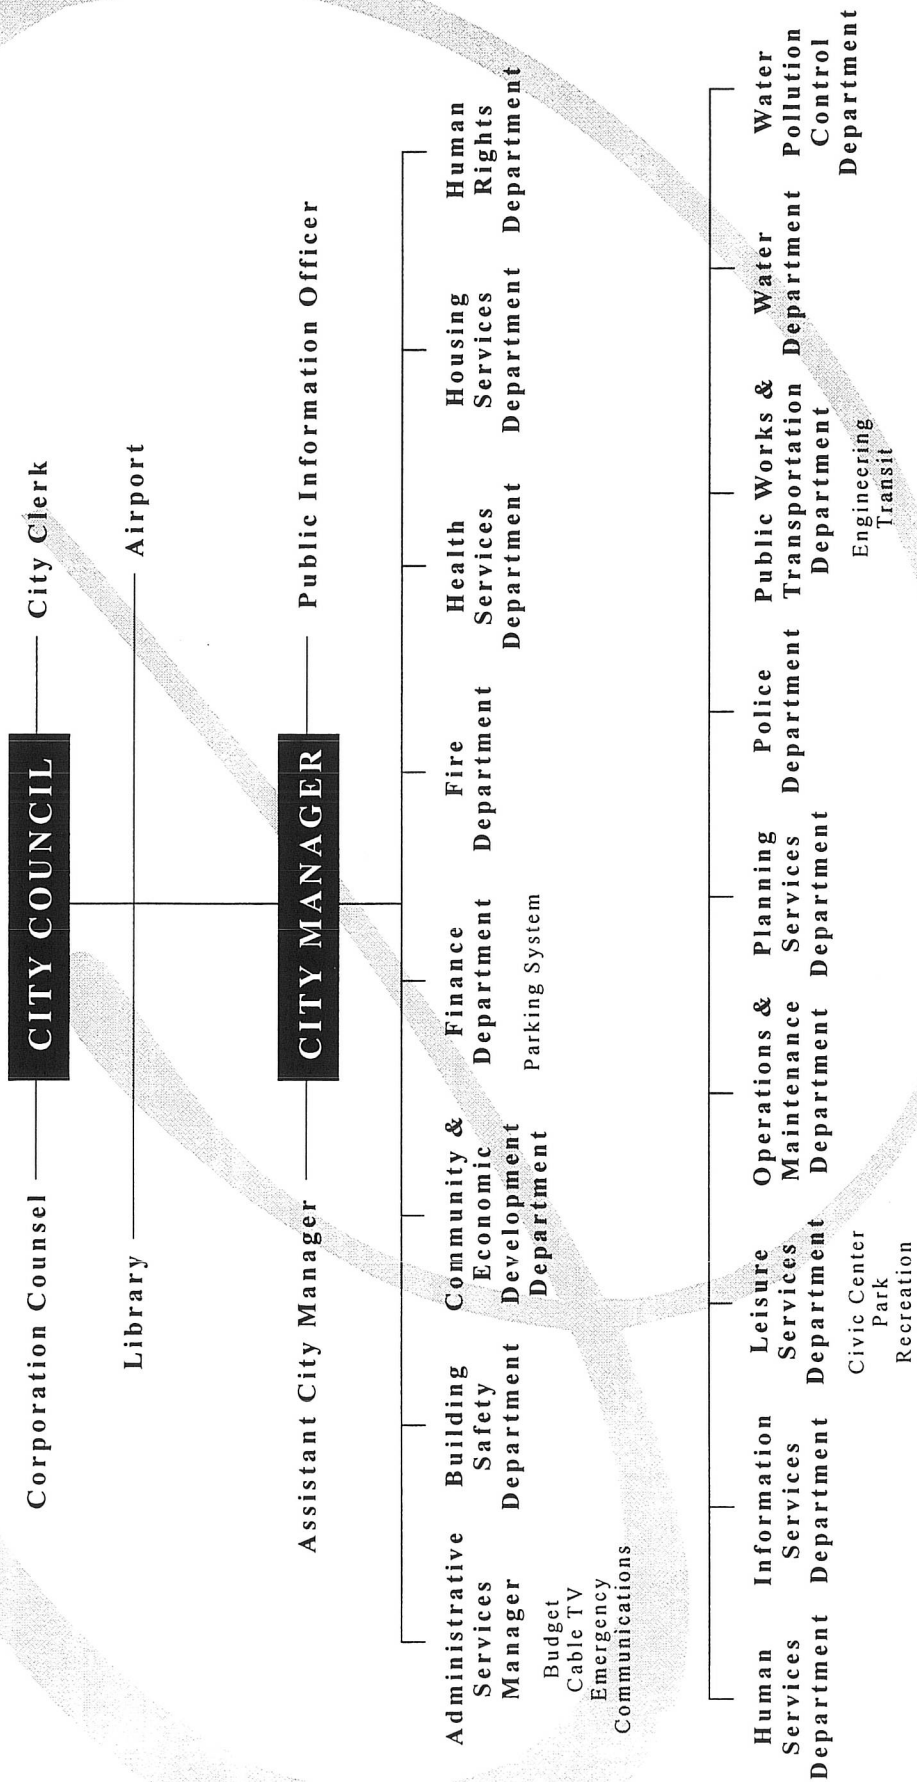 CITY COUNCIL
Corporation Counsel
City Clerk
Library
Airport
CITY MANAGER
Assistant City Manager
Public Information Officer
Administrative
Services
Manager
Budget
Cable TV
Emergency
Communications
Building
Safety
Department
Community &
Economic
Development
Department
Finance
Department
Parking System
Fire
Department
Health
Services
Department
Housing
Services
Department
Human
Rights
Department
Human
Services
Department
Information
Services
Department
Leisure
Services
Department
Civic Center
Park
Recreation
Operations &
Maintenance
Department
Planning
Services
Department
Police
Department
Public Works &
Transportation
Department
Engineering
Transit
Water
Department
Water
Pollution
Control
Department